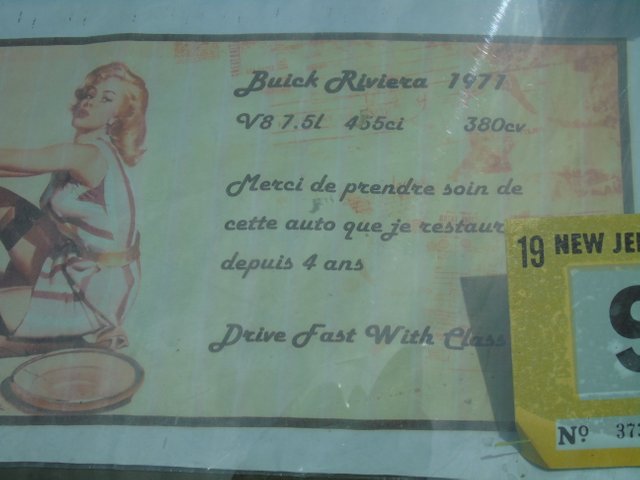 Buick Riviera 1971
V8 7.5l 455ci 380cv
Merci de prendre soin de
cette auto que je
depuis 4 ans
Drive Fast With Class
19 NEW
Nº